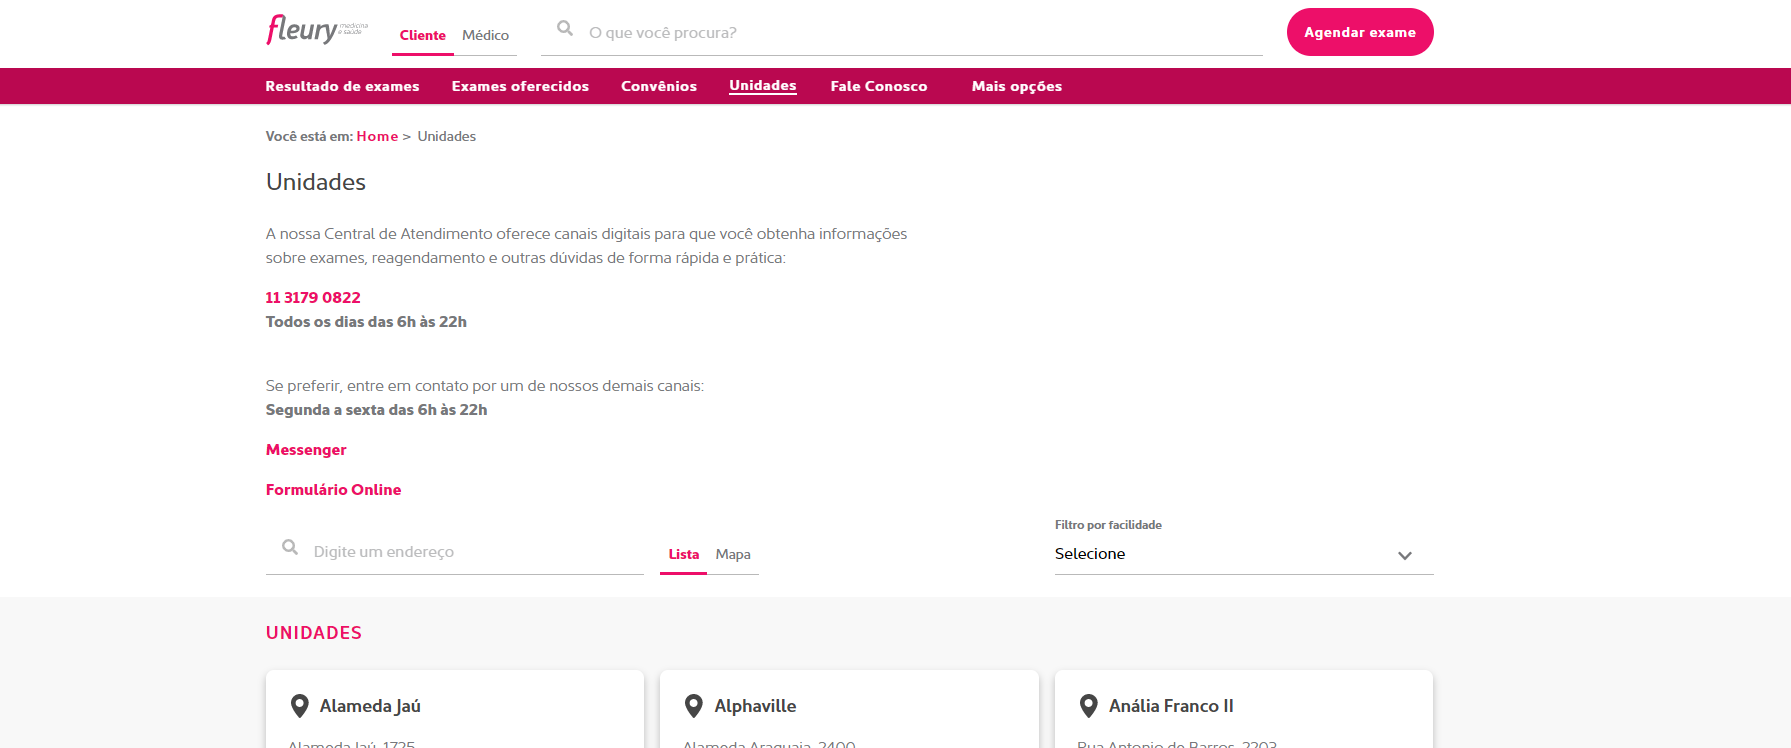 fleury medicina e saúde
Cliente
Médico
O que você procura?
Agendar exame
Resultado de exames
Exames oferecidos
Convênios
Unidades
Fale Conosco
Mais opções
Você está em: Home > Unidades
Unidades
A nossa Central de Atendimento oferece canais digitais para que você obtenha informações
sobre exames, reagendamento e outras dúvidas de forma rápida e prática:
11 3179 0822
Todos os dias das 6h às 22h
Se preferir, entre em contato por um de nossos demais canais:
Segunda a sexta das 6h às 22h
Messenger
Formulário Online
Digite um endereço
Lista
Mapa
Filtro por facilidade
Selecione
UNIDADES
Alameda Jaú
Alameda Jaú, 1725
Alphaville
Alameda Araguaia, 2400
Anália Franco II
Rua Antonio de Barros, 2203